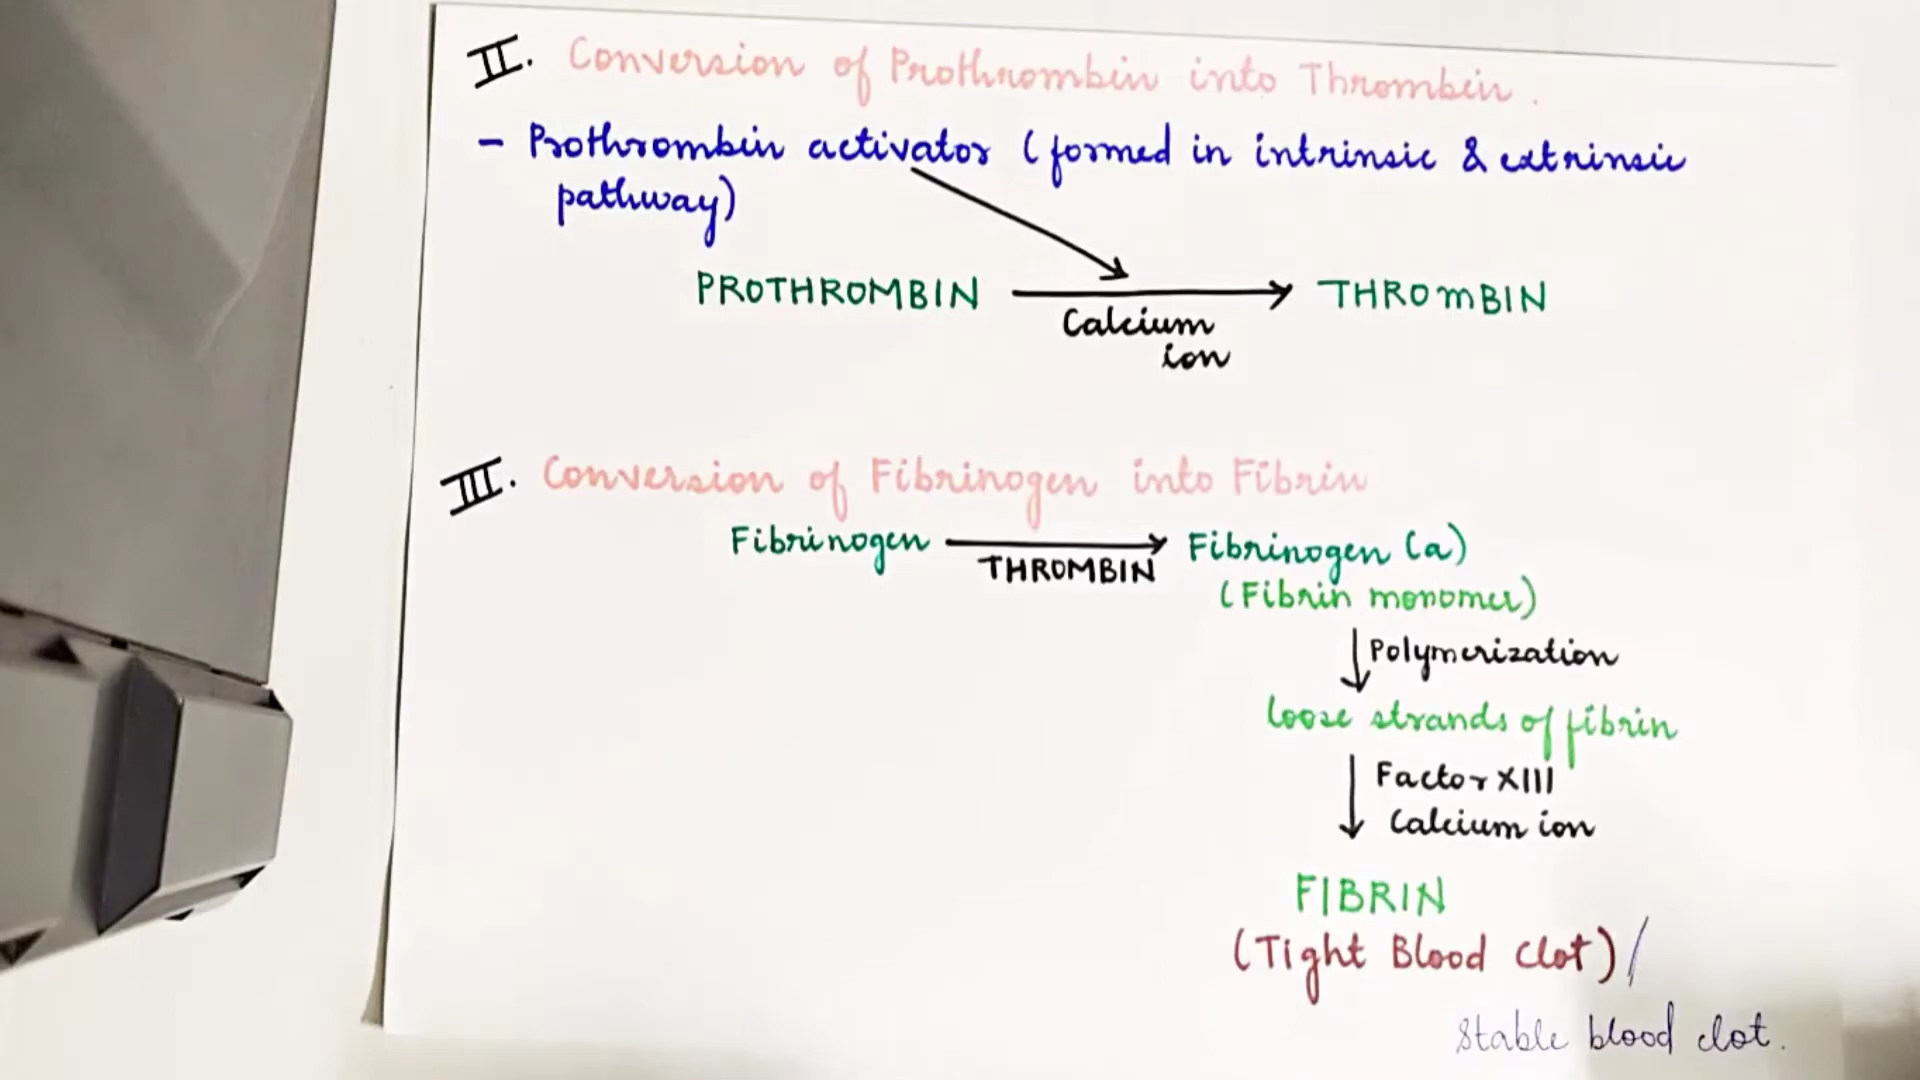 II. Conversion of Prothrombin into Thrombin.
- Prothrombin activator (formed in intrinsic & extrinsic
pathway)
PROTHROMBIN THROMBIN
Calcium
ion
III. Conversion of Fibrinogen into Fibrin
Fibrinogen Fibrinogen (a)
THROMBIN
(Fibrin monomer)
Polymerization
loose strands of fibrin
Factor XIII
Calcium ion
FIBRIN
(Tight Blood Clot) /
Stable blood clot.